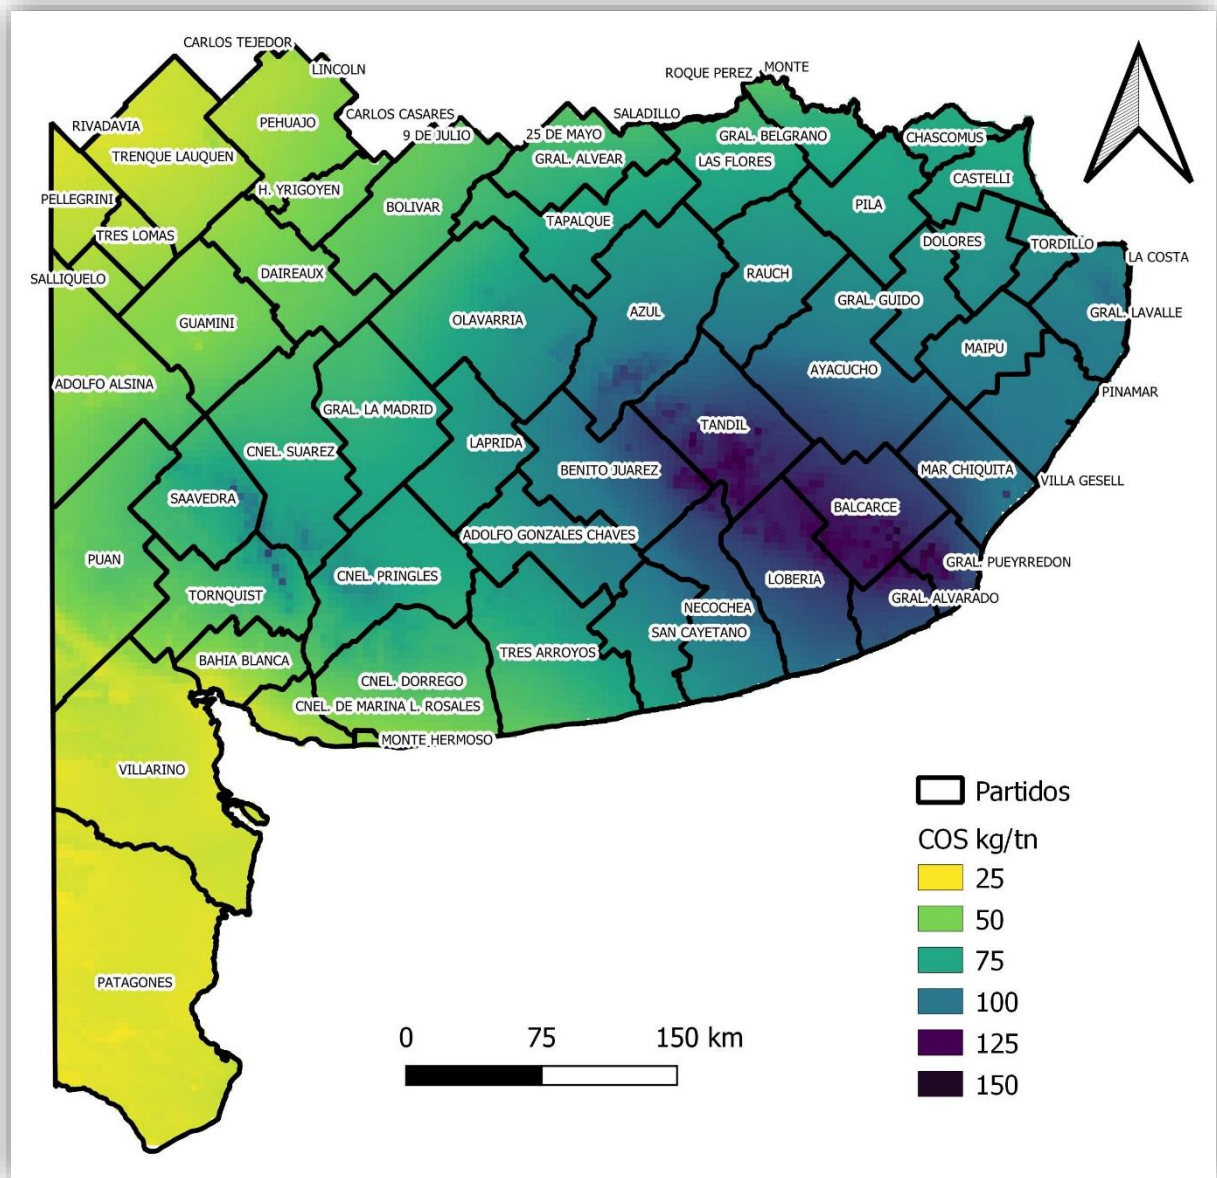 CARLOS TEJEDOR
LINCOLN
ROQUE PEREZ
MONTE
RIVADAVIA
PEHUAJO
CARLOS CASARES
9 DE JULIO
25 DE MAYO
SALADILLO
GRAL. BELGRANO
CHASCOMUS
TRENQUE LAUQUEN
GRAL. ALVEAR
LAS FLORES
CASTELLI
PELLEGRINI
H. YRIGOYEN
BOLIVAR
TAPALQUE
PILA
TRES LOMAS
DOLORES
TORDILLO
LA COSTA
SALLIQUELO
DAIREAUX
RAUCH
GRAL. GUIDO
GUAMINI
OLAVARRIA
AZUL
GRAL. LAVALLE
MAIPU
ADOLFO ALSINA
AYACUCHO
PINAMAR
GRAL. LA MADRID
TANDIL
CNEL. SUAREZ
LAPRIDA
BENITO JUAREZ
MAR CHIQUITA
VILLA GESELL
SAAVEDRA
BALCARCE
PUAN
ADOLFO GONZALES CHAVES
GRAL. PUEYRREDON
CNEL. PRINGLES
LOBERIA
TORNQUIST
NECOCHEA
GRAL. ALVARADO
SAN CAYETANO
BAHIA BLANCA
TRES ARROYOS
CNEL. DORREGO
CNEL. DE MARINA L. ROSALES
MONTE HERMOSO
VILLARINO
PATAGONES
Partidos
COS kg/tn
25
50
75
100
125
150
0 75 150 km